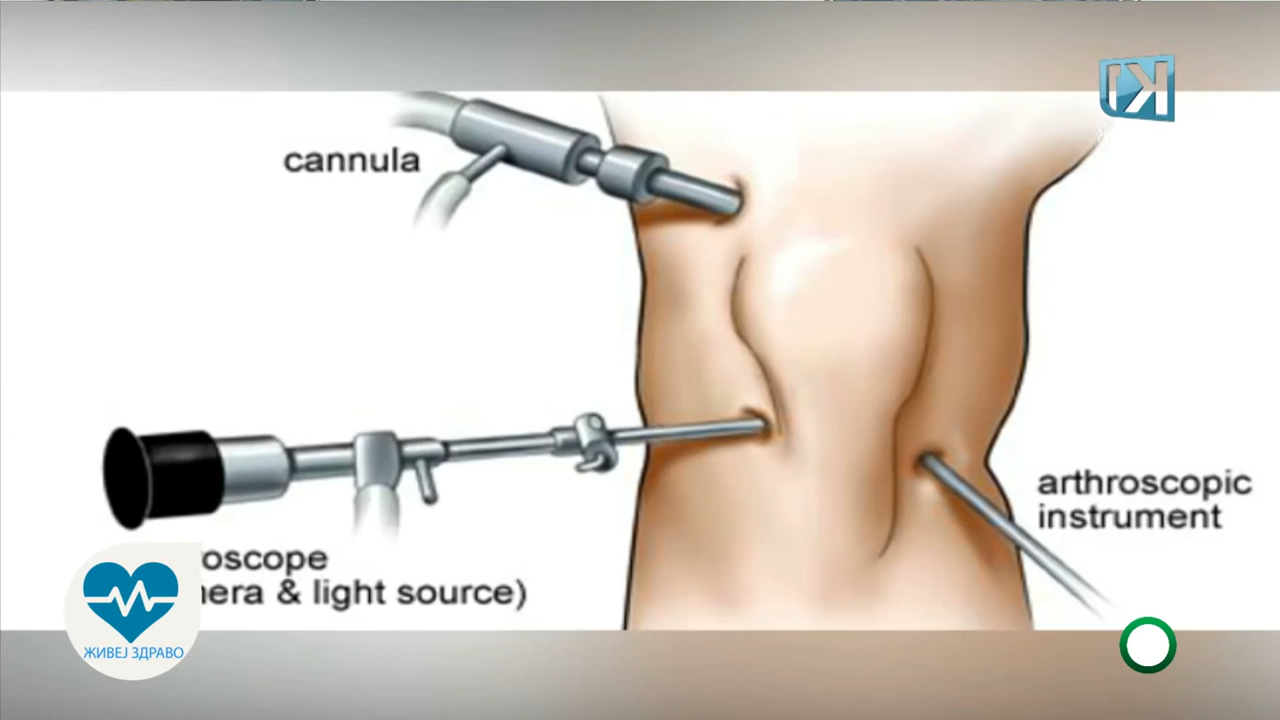 cannula
arthroscopic
instrument
oscope
era & light source)
ЖИВЕЈ ЗДРАВО